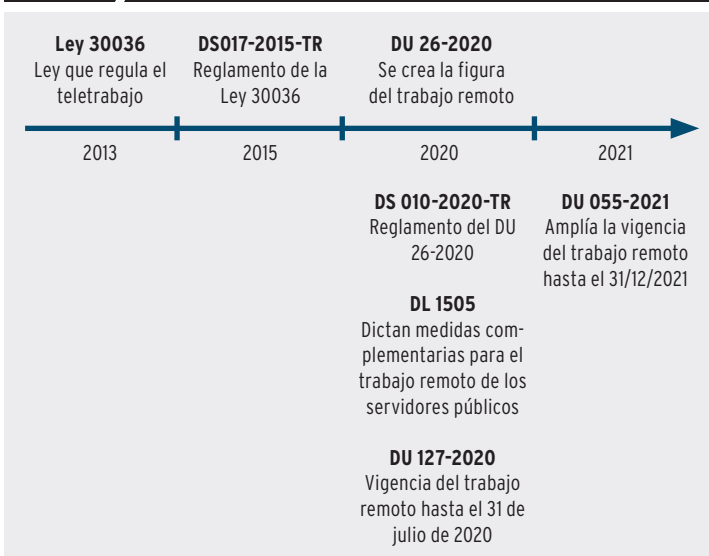 Ley 30036
Ley que regula el
teletrabajo
DS017-2015-TR
Reglamento de la
Ley 30036
DU 26-2020
Se crea la figura
del trabajo remoto
2013
2015
2020
2021
DS 010-2020-TR
Reglamento del DU
26-2020
DL 1505
Dictan medidas com-
plementarias para el
trabajo remoto de los
servidores públicos
DU 127-2020
Vigencia del trabajo
remoto hasta el 31 de
julio de 2020
DU 055-2021
Amplía la vigencia
del trabajo remoto
hasta el 31/12/2021